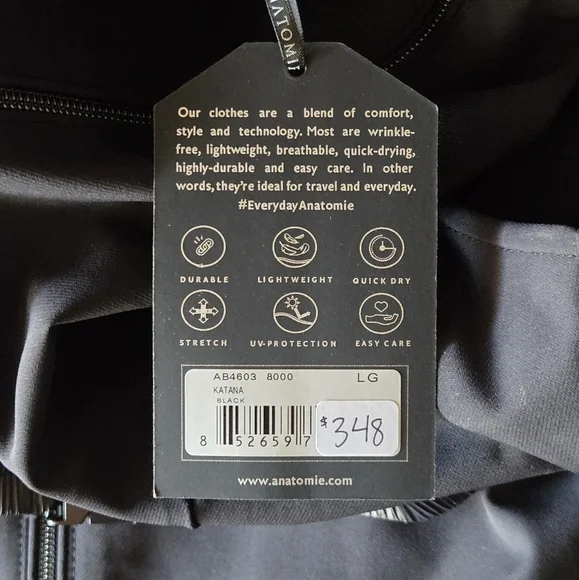 ANATOMIE
Our clothes are a blend of comfort,
style and technology. Most are wrinkle-
free, lightweight, breathable, quick-drying,
highly-durable and easy care. In other
words, they're ideal for travel and everyday.
#EverydayAnatomie
DURABLE LIGHTWEIGHT QUICK DRY
STRETCH UV-PROTECTION EASY CARE
AB4603 8000 LG
KATANA
BLACK
8 52659 7
$348
www.anatomie.com